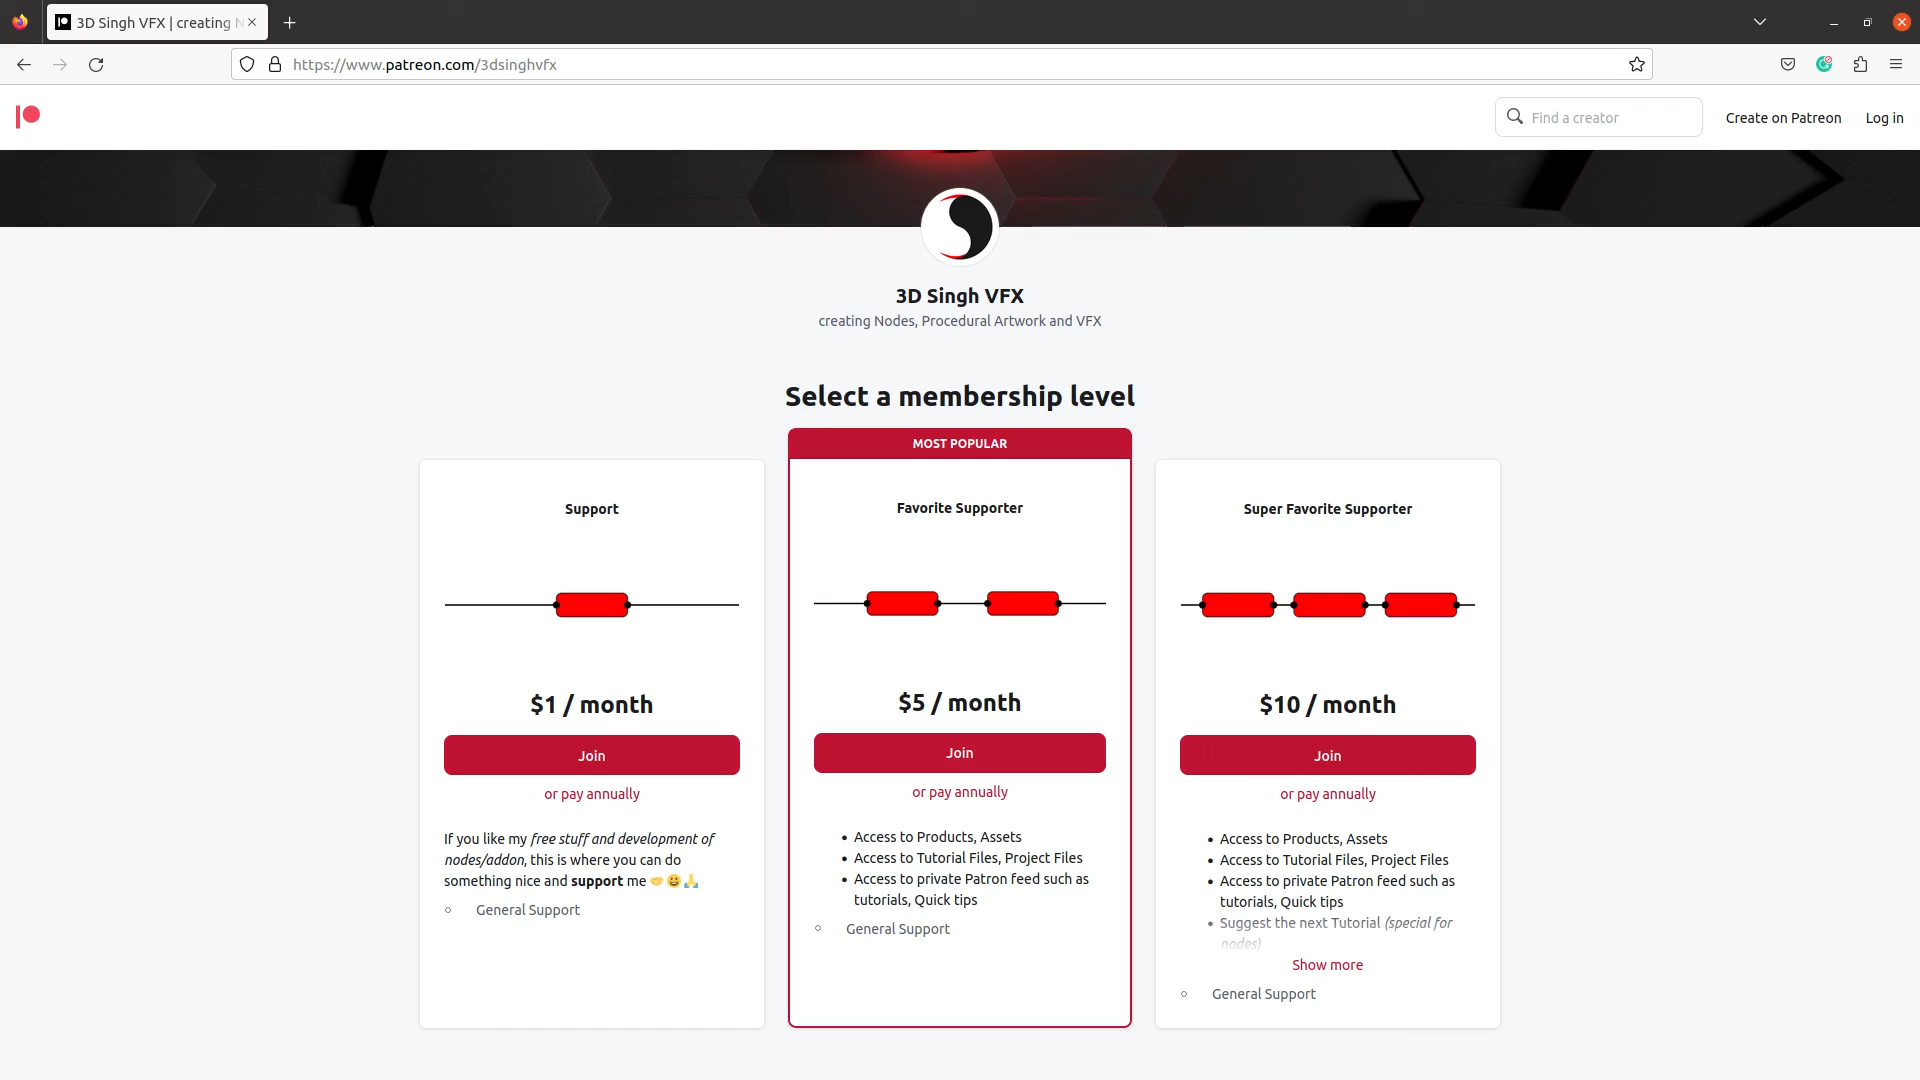 3D Singh VFX | creating N
https://www.patreon.com/3dsinghvfx
Find a creator
Create on Patreon
Log in
3D Singh VFX
creating Nodes, Procedural Artwork and VFX
Select a membership level
MOST POPULAR
Support
$1 / month
Join
or pay annually
If you like my free stuff and development of
nodes/addon, this is where you can do
something nice and support me 🤝😃🙏
General Support
Favorite Supporter
$5 / month
Join
or pay annually
Access to Products, Assets
Access to Tutorial Files, Project Files
Access to private Patron feed such as
tutorials, Quick tips
General Support
Super Favorite Supporter
$10 / month
Join
or pay annually
Access to Products, Assets
Access to Tutorial Files, Project Files
Access to private Patron feed such as
tutorials, Quick tips
Suggest the next Tutorial (special for
nodes)
Show more
General Support